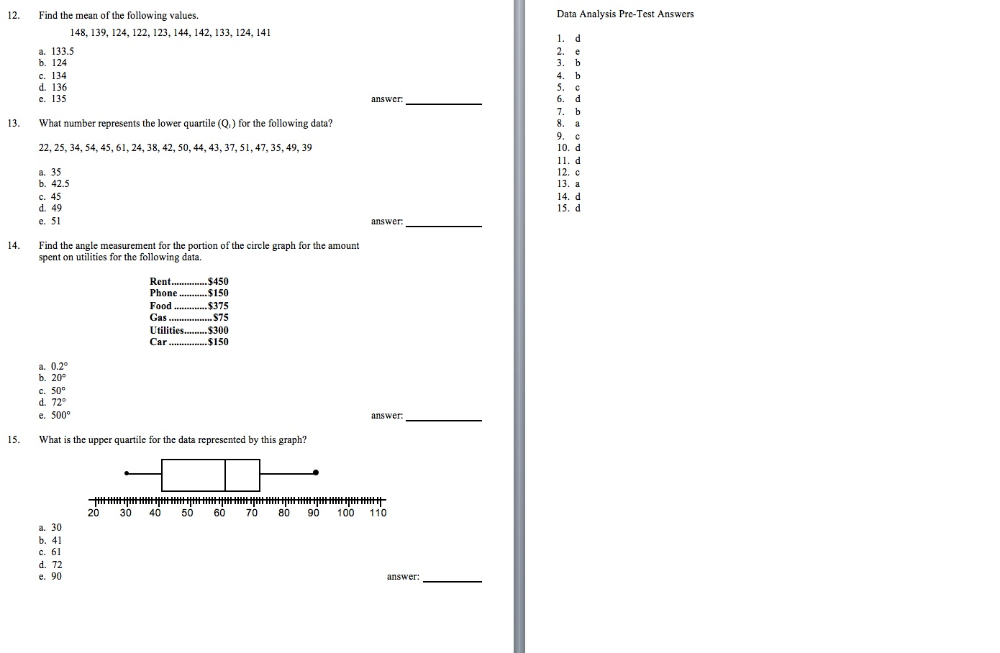 12. Find the mean of the following values.
148, 139, 124, 122, 123, 144, 142, 133, 124, 141
a. 133.5
b. 124
c. 134
d. 136
e. 135
answer:
13. What number represents the lower quartile (Q₁) for the following data?
22, 25, 34, 54, 45, 61, 24, 38, 42, 50, 44, 43, 37, 51, 47, 35, 49, 39
a. 35
b. 42.5
c. 45
d. 49
e. 51
answer:
14. Find the angle measurement for the portion of the circle graph for the amount
spent on utilities for the following data.
Rent..............$450
Phone ...........$150
Food .............$375
Gas .................$75
Utilities.........$300
Car ...............$150
a. 0.2°
b. 20°
c. 50°
d. 72°
e. 500°
answer:
15. What is the upper quartile for the data represented by this graph?
20 30 40 50 60 70 80 90 100 110
a. 30
b. 41
c. 61
d. 72
e. 90
answer:
Data Analysis Pre-Test Answers
1. d
2. e
3. b
4. b
5. c
6. d
7. b
8. a
9. c
10. d
11. d
12. c
13. a
14. d
15. d